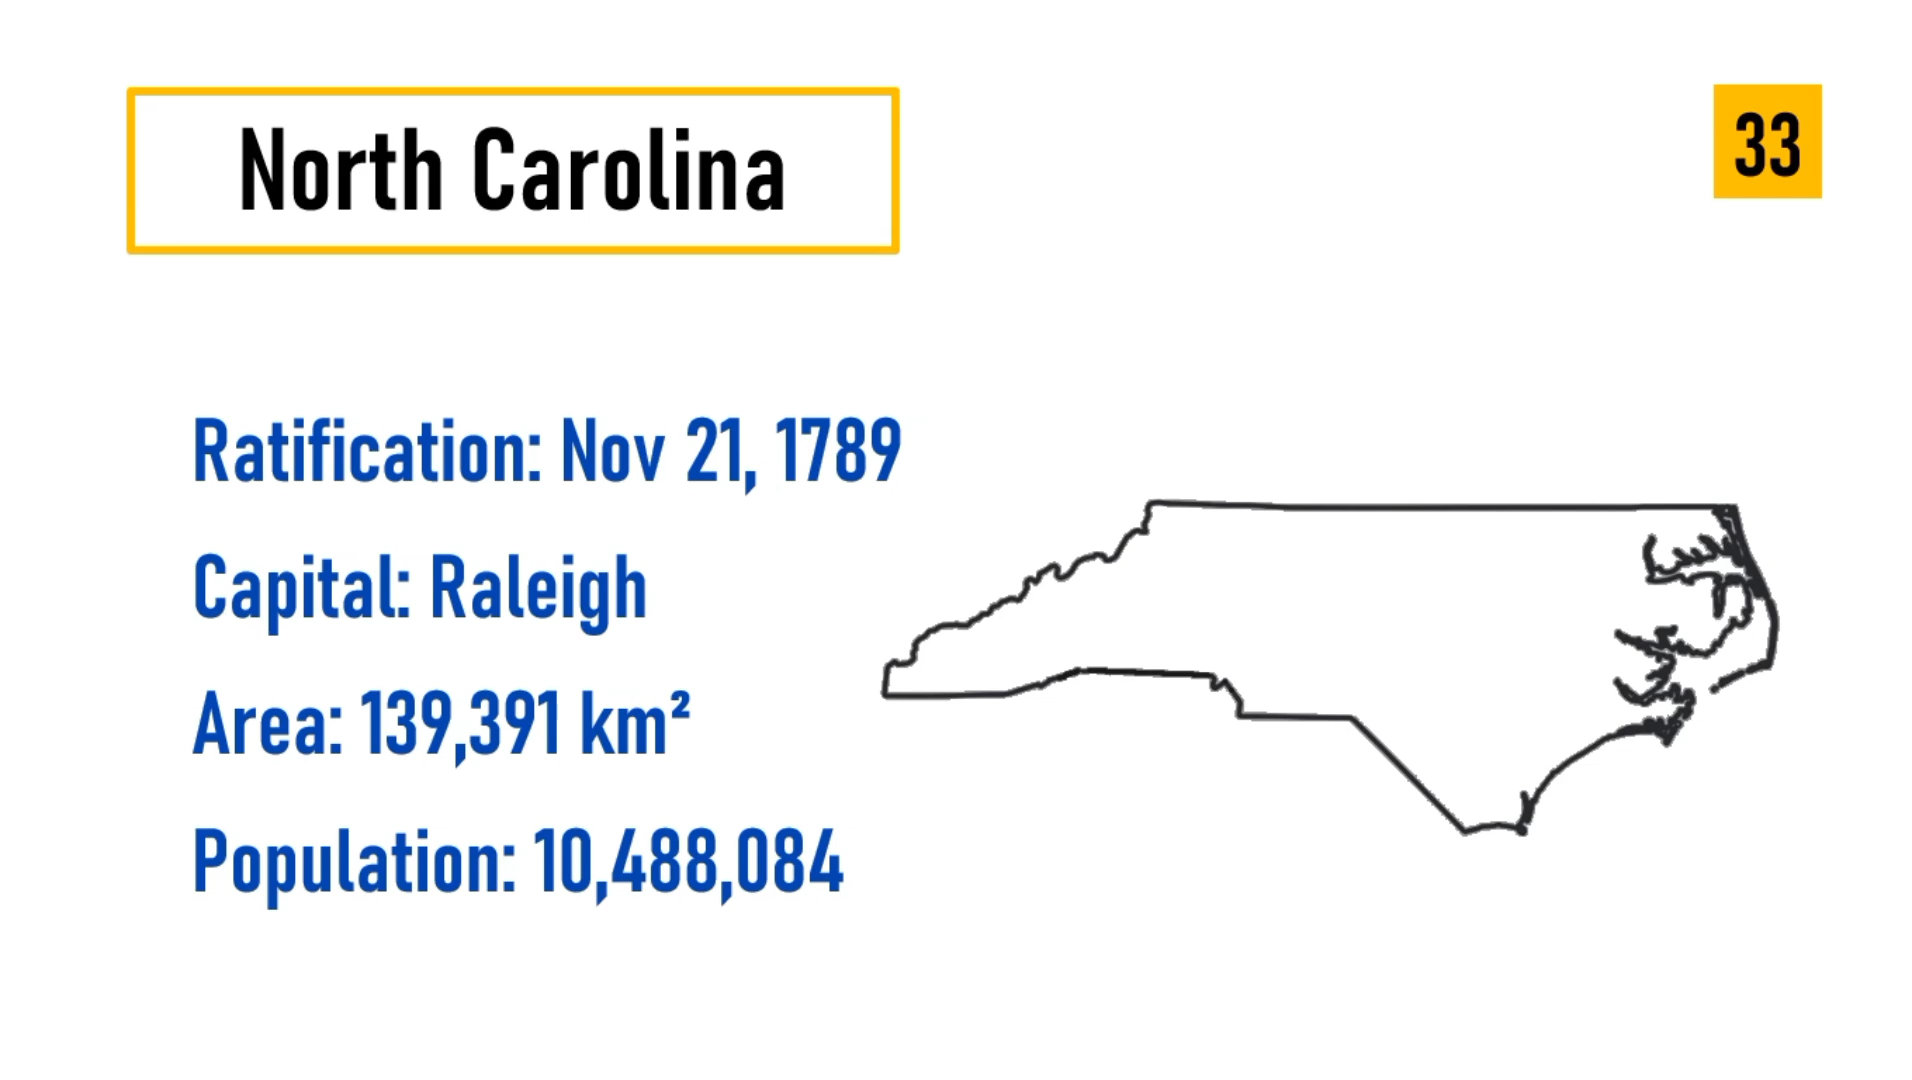 North Carolina
33
Ratification: Nov 21, 1789
Capital: Raleigh
Area: 139,391 km²
Population: 10,488,084